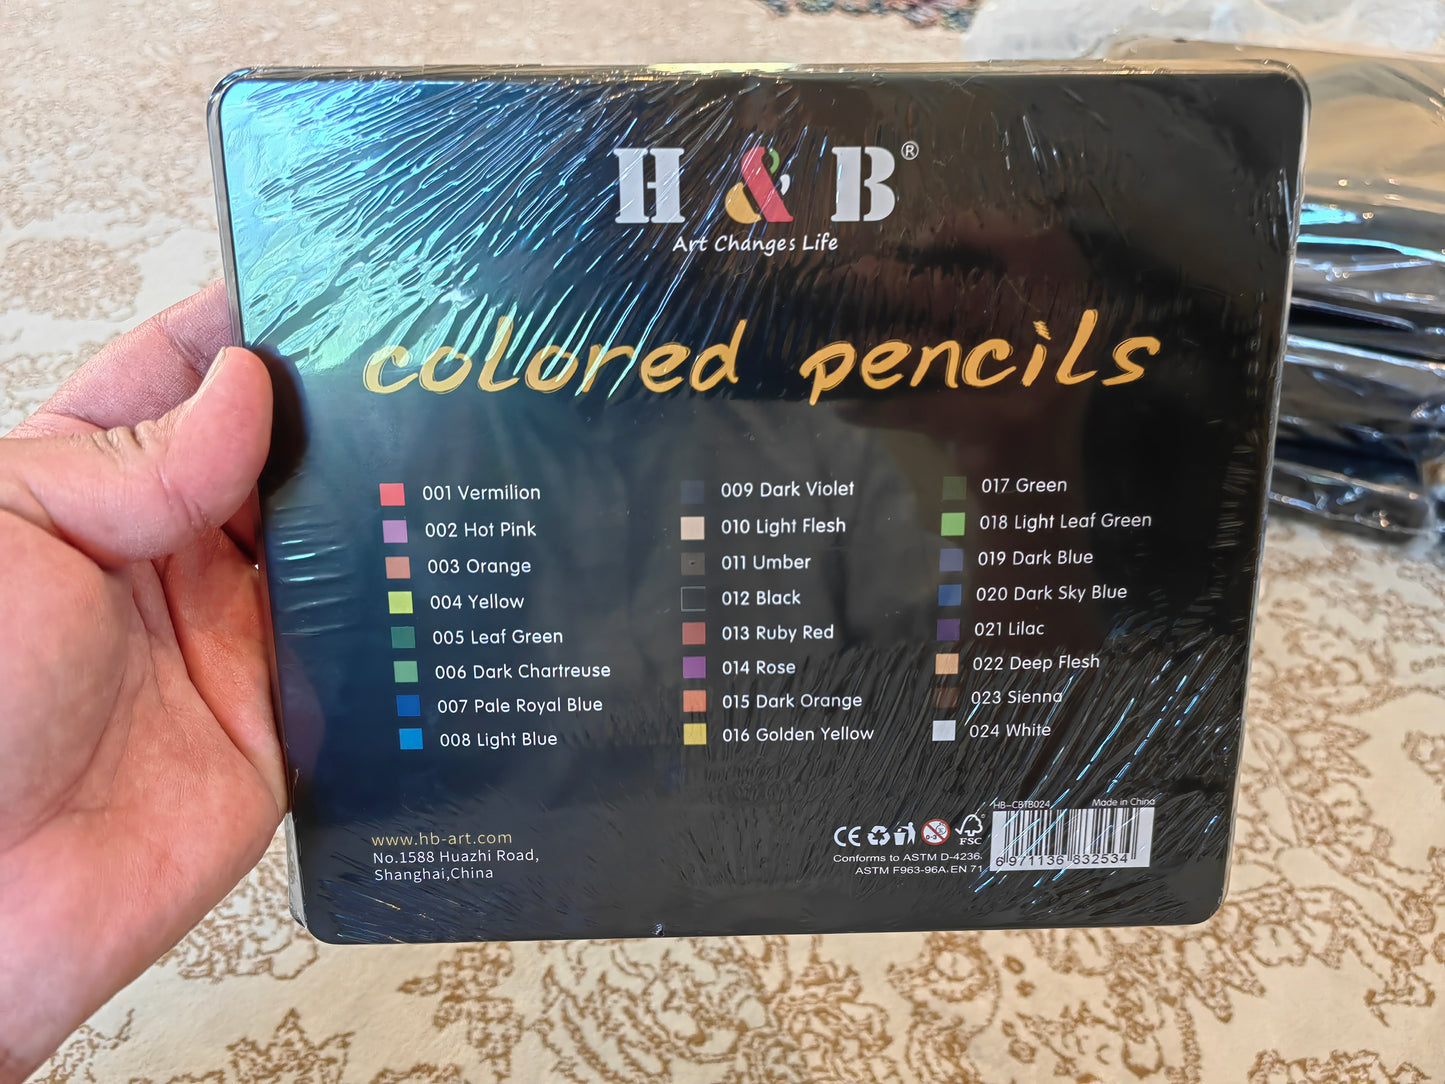 H & B®
Art Changes Life
colored pencils
001 Vermilion
002 Hot Pink
003 Orange
004 Yellow
005 Leaf Green
006 Dark Chartreuse
007 Pale Royal Blue
008 Light Blue
009 Dark Violet
010 Light Flesh
011 Umber
012 Black
013 Ruby Red
014 Rose
015 Dark Orange
016 Golden Yellow
017 Green
018 Light Leaf Green
019 Dark Blue
020 Dark Sky Blue
021 Lilac
022 Deep Flesh
023 Sienna
024 White
www.hb-art.com
No.1588 Huazhi Road,
Shanghai,China
HB-CBTB024 Made in China
CE
FSC®
Conforms to ASTM D-4236
ASTM F963-96A.EN 71
6 971136 832534